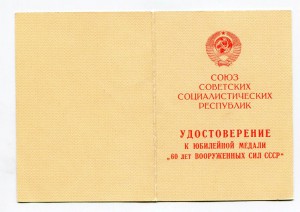 СОЮЗ
СОВЕТСКИХ
СОЦИАЛИСТИЧЕСКИХ
РЕСПУБЛИК
УДОСТОВЕРЕНИЕ
К ЮБИЛЕЙНОЙ МЕДАЛИ
„60 ЛЕТ ВООРУЖЕННЫХ СИЛ СССР“